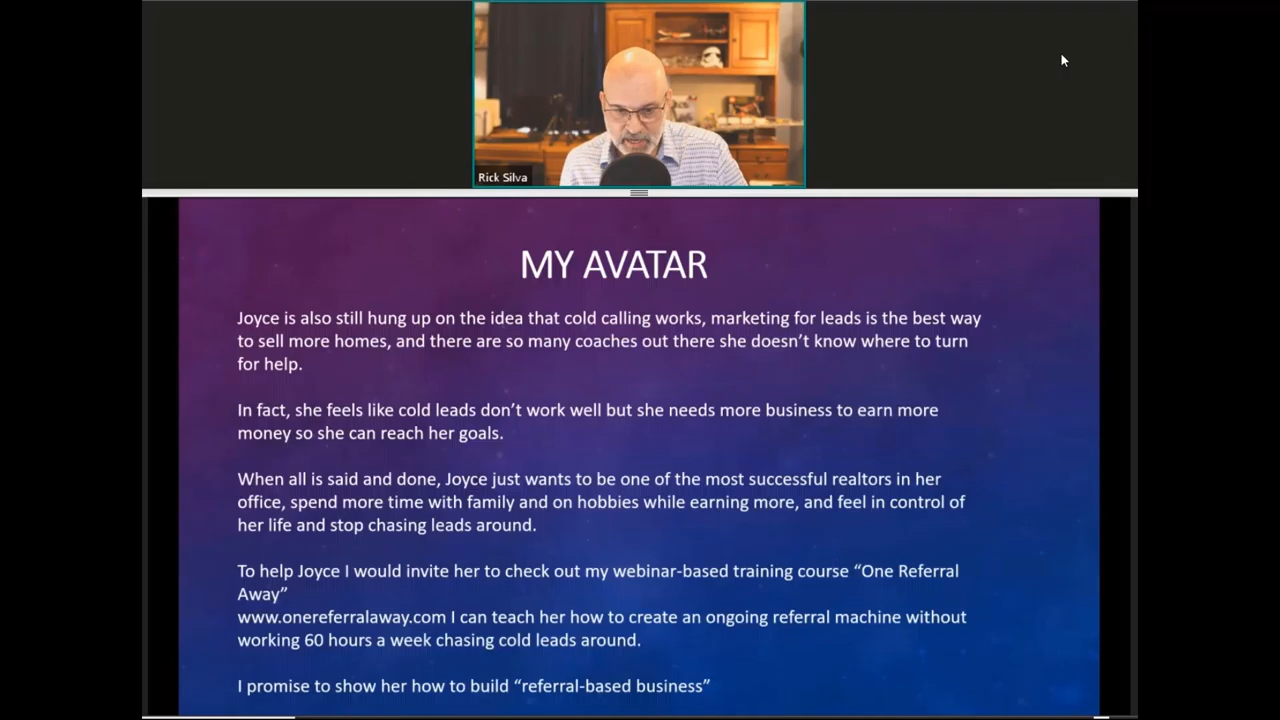 Rick Silva
MY AVATAR
Joyce is also still hung up on the idea that cold calling works, marketing for leads is the best way
to sell more homes, and there are so many coaches out there she doesn’t know where to turn
for help.
In fact, she feels like cold leads don’t work well but she needs more business to earn more
money so she can reach her goals.
When all is said and done, Joyce just wants to be one of the most successful realtors in her
office, spend more time with family and on hobbies while earning more, and feel in control of
her life and stop chasing leads around.
To help Joyce I would invite her to check out my webinar-based training course “One Referral
Away”
www.onereferralaway.com I can teach her how to create an ongoing referral machine without
working 60 hours a week chasing cold leads around.
I promise to show her how to build “referral-based business”